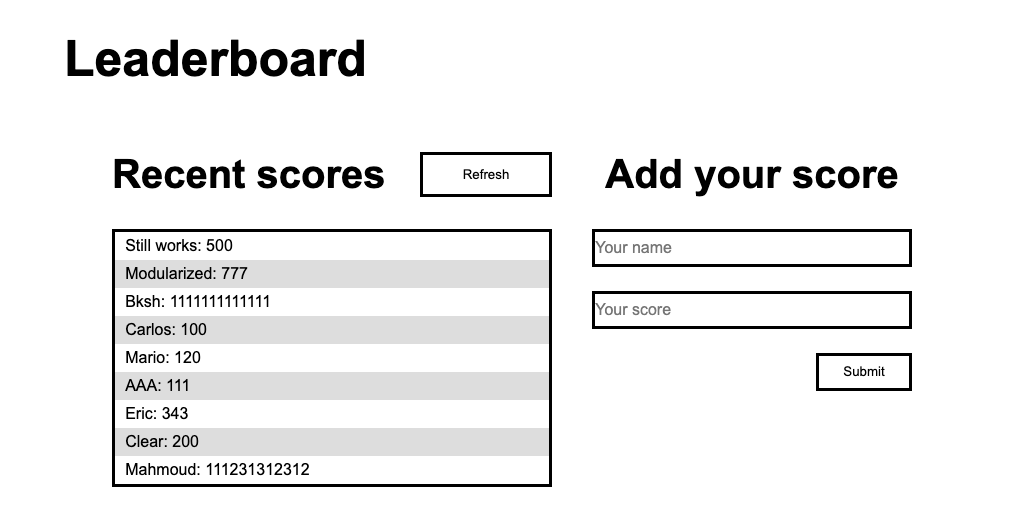 Leaderboard
Recent scores
Refresh
Still works: 500
Modularized: 777
Bksh: 1111111111111
Carlos: 100
Mario: 120
AAA: 111
Eric: 343
Clear: 200
Mahmoud: 111231312312
Add your score
Your name
Your score
Submit